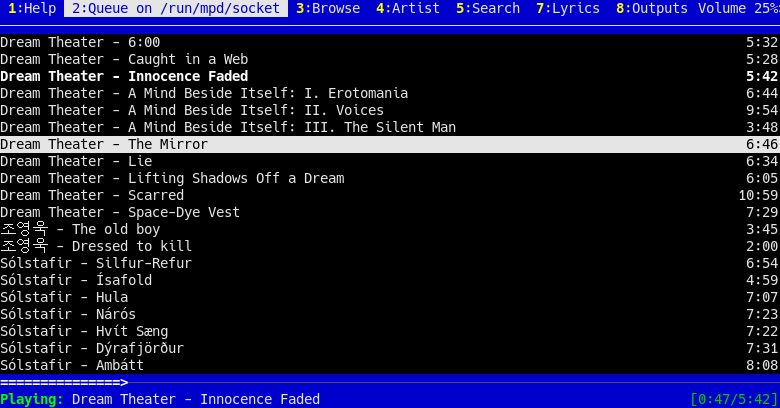 1:Help 2:Queue on /run/mpd/socket 3:Browse 4:Artist 5:Search 7:Lyrics 8:Outputs Volume 25%
Dream Theater - 6:00 5:32
Dream Theater - Caught in a Web 5:28
Dream Theater - Innocence Faded 5:42
Dream Theater - A Mind Beside Itself: I. Erotomania 6:44
Dream Theater - A Mind Beside Itself: II. Voices 9:54
Dream Theater - A Mind Beside Itself: III. The Silent Man 3:48
Dream Theater - The Mirror 6:46
Dream Theater - Lie 6:34
Dream Theater - Lifting Shadows Off a Dream 6:05
Dream Theater - Scarred 10:59
Dream Theater - Space-Dye Vest 7:29
조영욱 - The old boy 3:45
조영욱 - Dressed to kill 2:00
Sólstafir - Silfur-Refur 6:54
Sólstafir - Ísafold 4:59
Sólstafir - Hula 7:07
Sólstafir - Nárós 7:23
Sólstafir - Hvít Sæng 7:22
Sólstafir - Dýrafjörður 7:31
Sólstafir - Ambátt 8:08
===============>
Playing: Dream Theater - Innocence Faded [0:47/5:42]